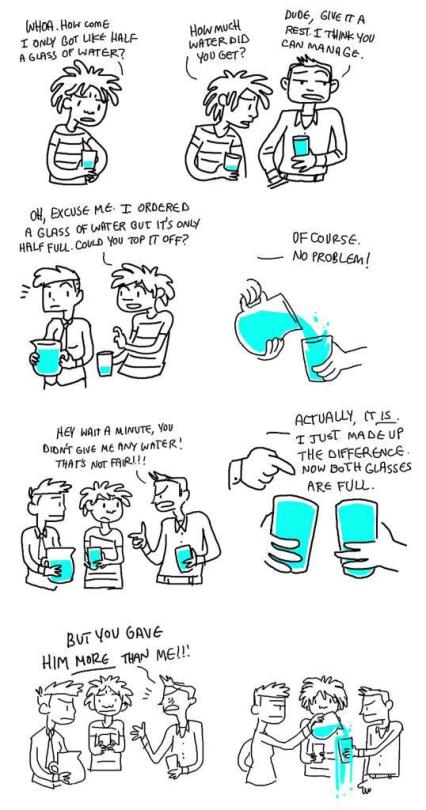 WHOA. HOW COME
I ONLY GOT LIKE HALF
A GLASS OF WATER?
HOW MUCH
WATER DID
YOU GET?
DUDE, GIVE IT A
REST. I THINK YOU
CAN MANAGE.
OH, EXCUSE ME. I ORDERED
A GLASS OF WATER BUT IT'S ONLY
HALF FULL. COULD YOU TOP IT OFF?
OF COURSE.
NO PROBLEM!
HEY WAIT A MINUTE, YOU
DIDN'T GIVE ME ANY WATER!
THAT'S NOT FAIR!!!
ACTUALLY, IT IS.
I JUST MADE UP
THE DIFFERENCE.
NOW BOTH GLASSES
ARE FULL.
BUT YOU GAVE
HIM MORE THAN ME!!!